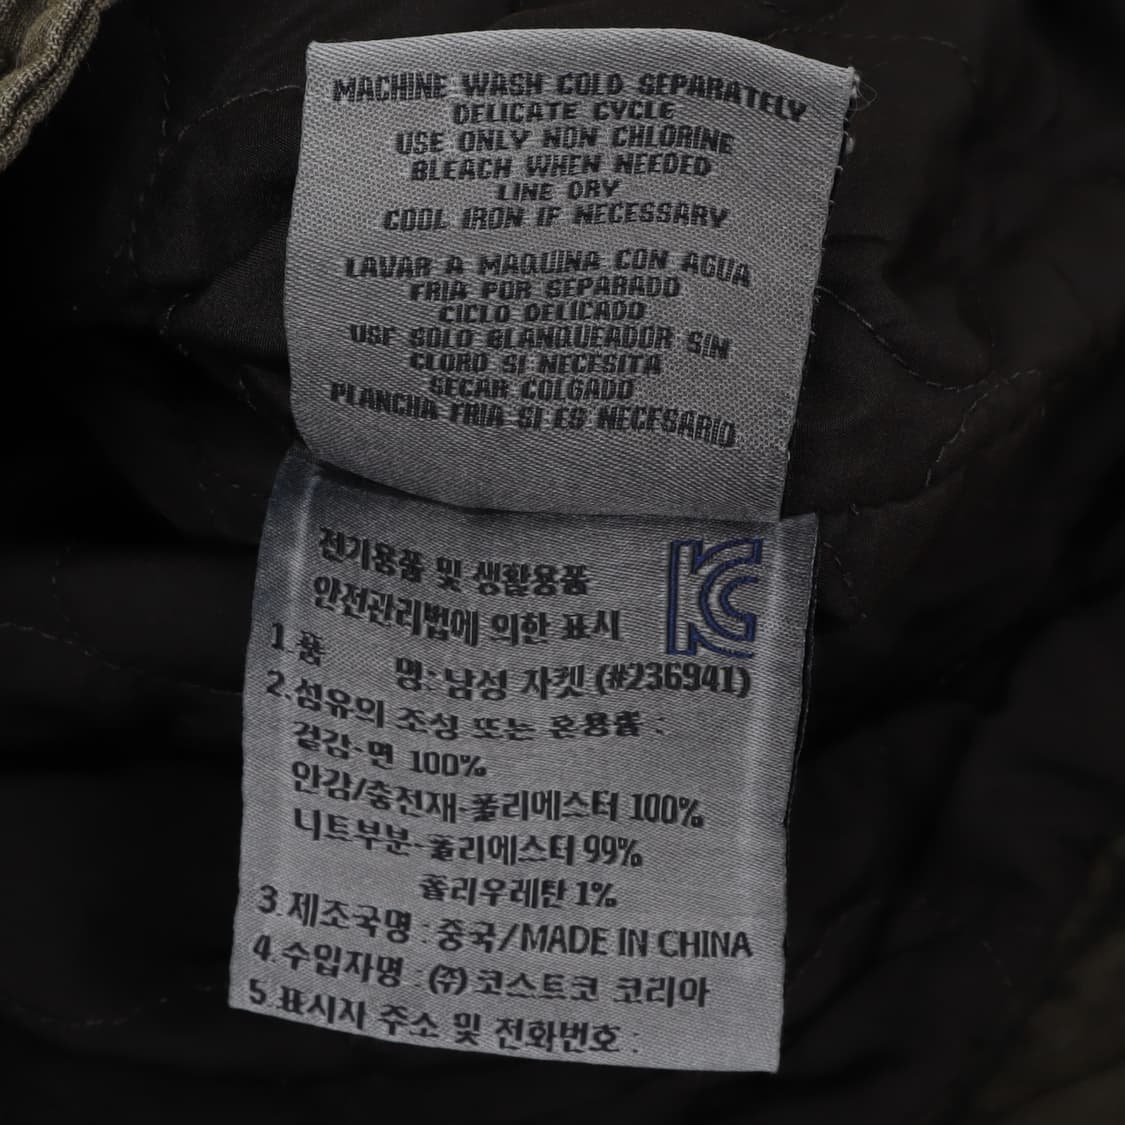 MACHINE WASH COLD SEPARATELY
DELICATE CYCLE
USE ONLY NON CHLORINE
BLEACH WHEN NEEDED
LINE DRY
COOL IRON IF NECESSARY
LAVAR A MAQUINA CON AGUA
FRIA POR SEPARADO
CICLO DELICADO
USE SOLO BLANQUEADOR SIN
CLORO SI NECESITA
SECAR COLGADO
PLANCHA FRIA SI ES NECESARIO
전기용품 및 생활용품
안전관리법에 의한 표시
KC
1.품 명: 남성 자켓 (#236941)
2.섬유의 조성 또는 혼용률 :
겉감-면 100%
안감/충전재-폴리에스터 100%
니트부분-폴리에스터 99%
폴리우레탄 1%
3.제조국명 : 중국/MADE IN CHINA
4.수입자명 : (주)코스트코 코리아
5.표시자 주소 및 전화번호 :